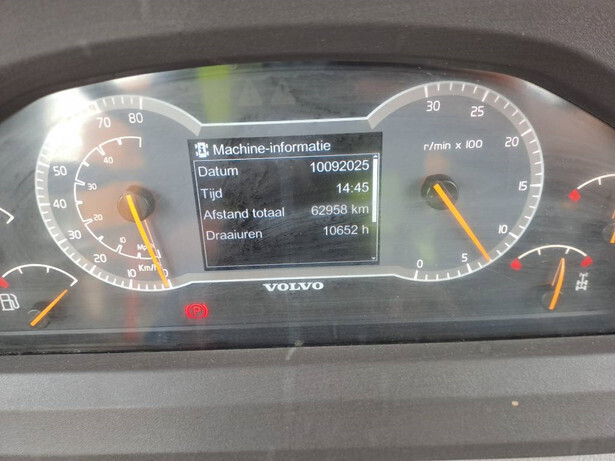 Machine-informatie
Datum 10092025
Tijd 14:45
Afstand totaal 62958 km
Draaiuren 10652 h
80
70
60
50
40
30
20
10
0
Km/h
40
30
20
10
30
25
20
15
10
5
0
r/min x 100
VOLVO
P